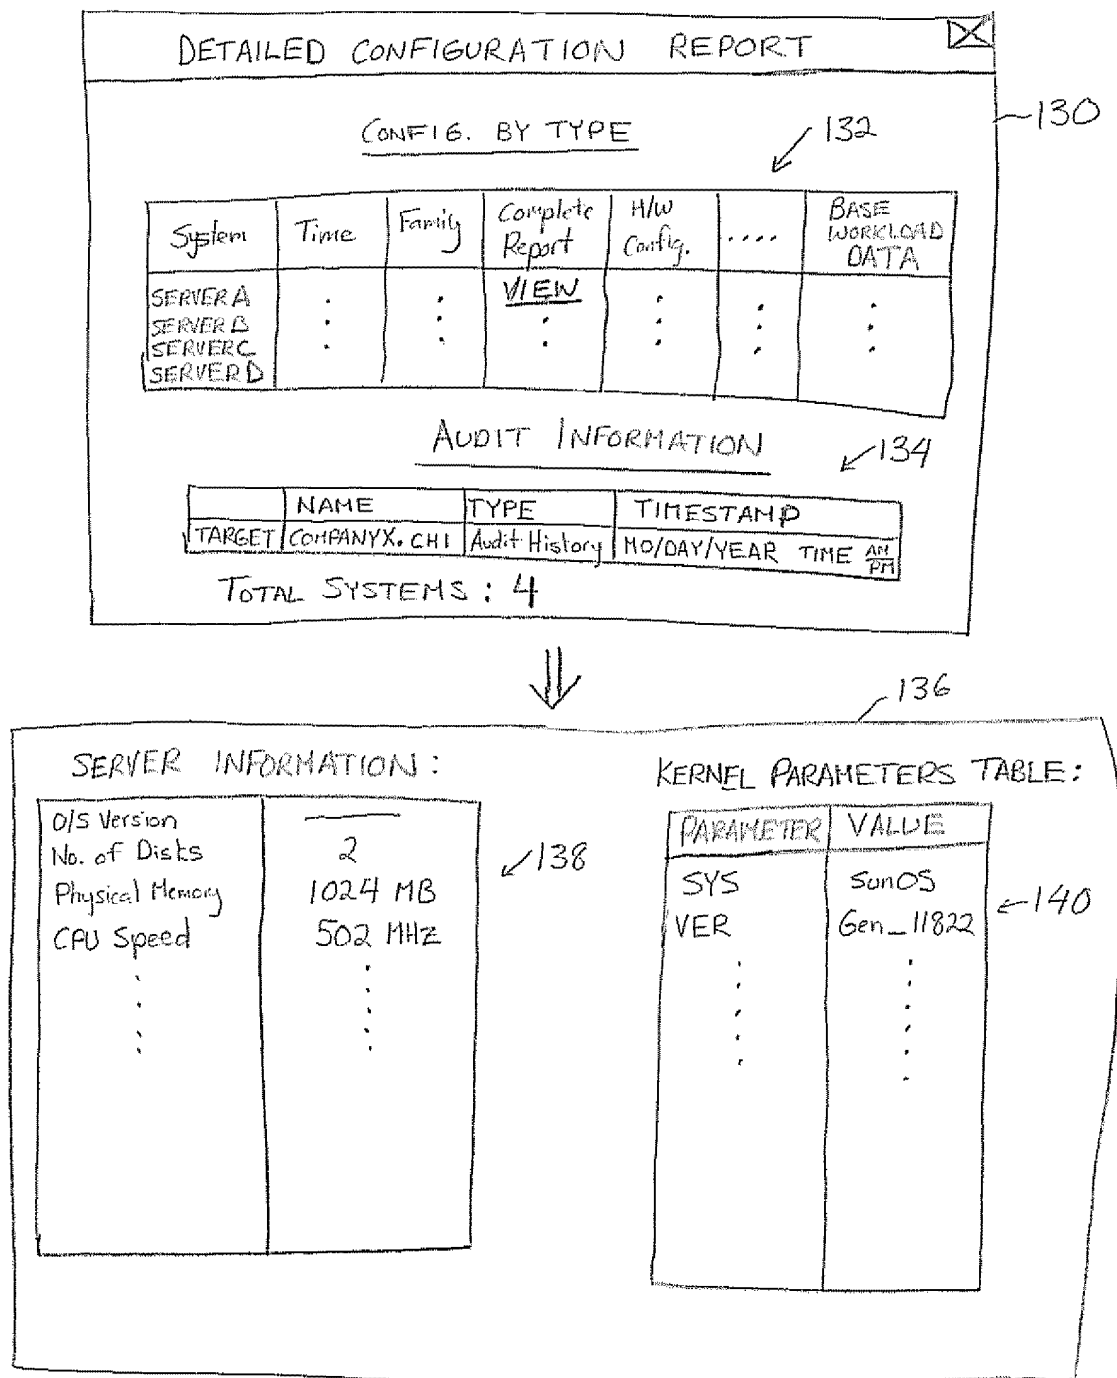 DETAILED CONFIGURATION REPORT
130
CONFIG. BY TYPE
132
System Time Family Complete Report H/W Config. .... BASE WORKLOAD DATA
SERVER A VIEW
SERVER B
SERVER C
SERVER D
AUDIT INFORMATION
134
NAME TYPE TIMESTAMP
TARGET COMPANYX.CHI Audit History MO/DAY/YEAR TIME AM/PM
TOTAL SYSTEMS: 4
136
SERVER INFORMATION:
O/S Version
No. of Disks 2
Physical Memory 1024 MB
CPU Speed 502 MHz
138
KERNEL PARAMETERS TABLE:
PARAMETER VALUE
SYS SunOS
VER Gen_11822
140